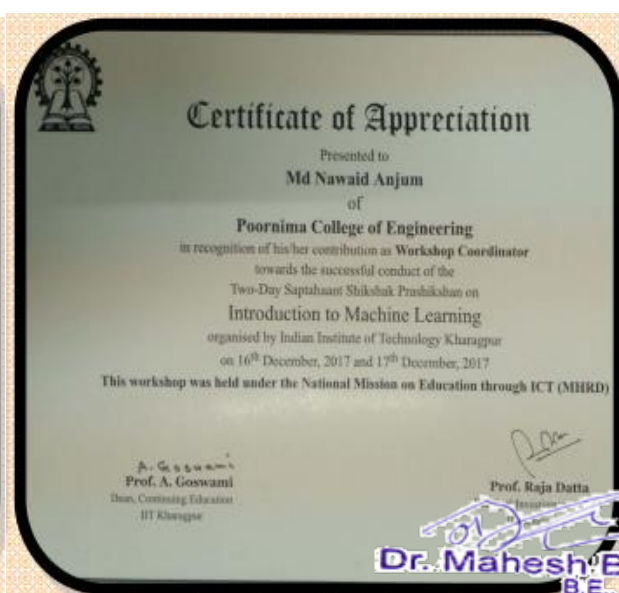 Certificate of Appreciation
Presented to
Md Nawaid Anjum
of
Poornima College of Engineering
in recognition of his/her contribution as Workshop Coordinator
towards the successful conduct of the
Two-Day Saptahaant Shikshak Prashikshan on
Introduction to Machine Learning
organised by Indian Institute of Technology Kharagpur
on 16th December, 2017 and 17th December, 2017
This workshop was held under the National Mission on Education through ICT (MHRD)
A. Goswami
Prof. A. Goswami
Dean, Continuing Education
IIT Kharagpur
Prof. Raja Datta
Dr. Mahesh B
B.E.